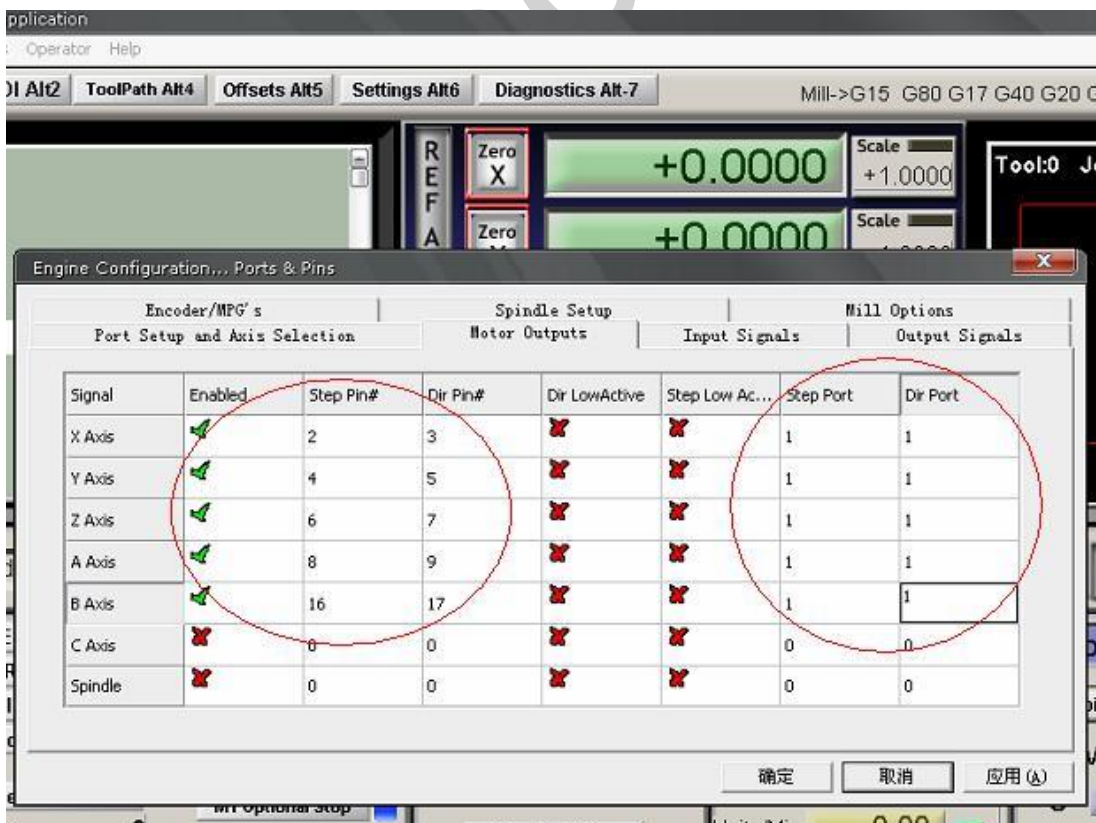 pplication
Operator Help
Alt2 ToolPath Alt4 Offsets Alt5 Settings Alt6 Diagnostics Alt-7 Mill->G15 G80 G17 G40 G20
REF A
Zero X +0.0000 Scale +1.0000 Tool:0
Zero +0.0000 Scale
Engine Configuration... Ports & Pins
Encoder/MPG's Spindle Setup Mill Options
Port Setup and Axis Selection Motor Outputs Input Signals Output Signals
Signal Enabled Step Pin# Dir Pin# Dir LowActive Step Low Ac... Step Port Dir Port
X Axis 2 3 1 1
Y Axis 4 5 1 1
Z Axis 6 7 1 1
A Axis 8 9 1 1
B Axis 16 17 1 1
C Axis 0 0 0 0
Spindle 0 0 0 0
确定 取消 应用(A)
M1 Optional Stop